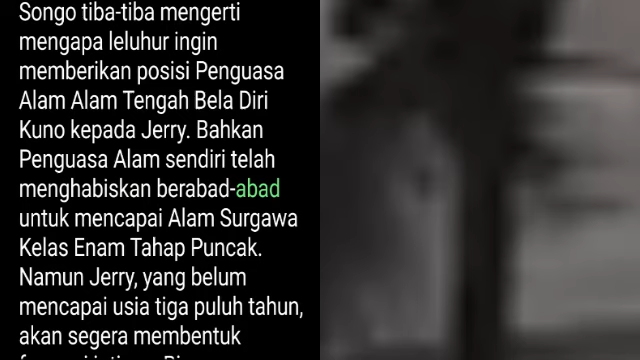 Songo tiba-tiba mengerti
mengapa leluhur ingin
memberikan posisi Penguasa
Alam Alam Tengah Bela Diri
Kuno kepada Jerry. Bahkan
Penguasa Alam sendiri telah
menghabiskan berabad-abad
untuk mencapai Alam Surgawa
Kelas Enam Tahap Puncak.
Namun Jerry, yang belum
mencapai usia tiga puluh tahun,
akan segera membentuk